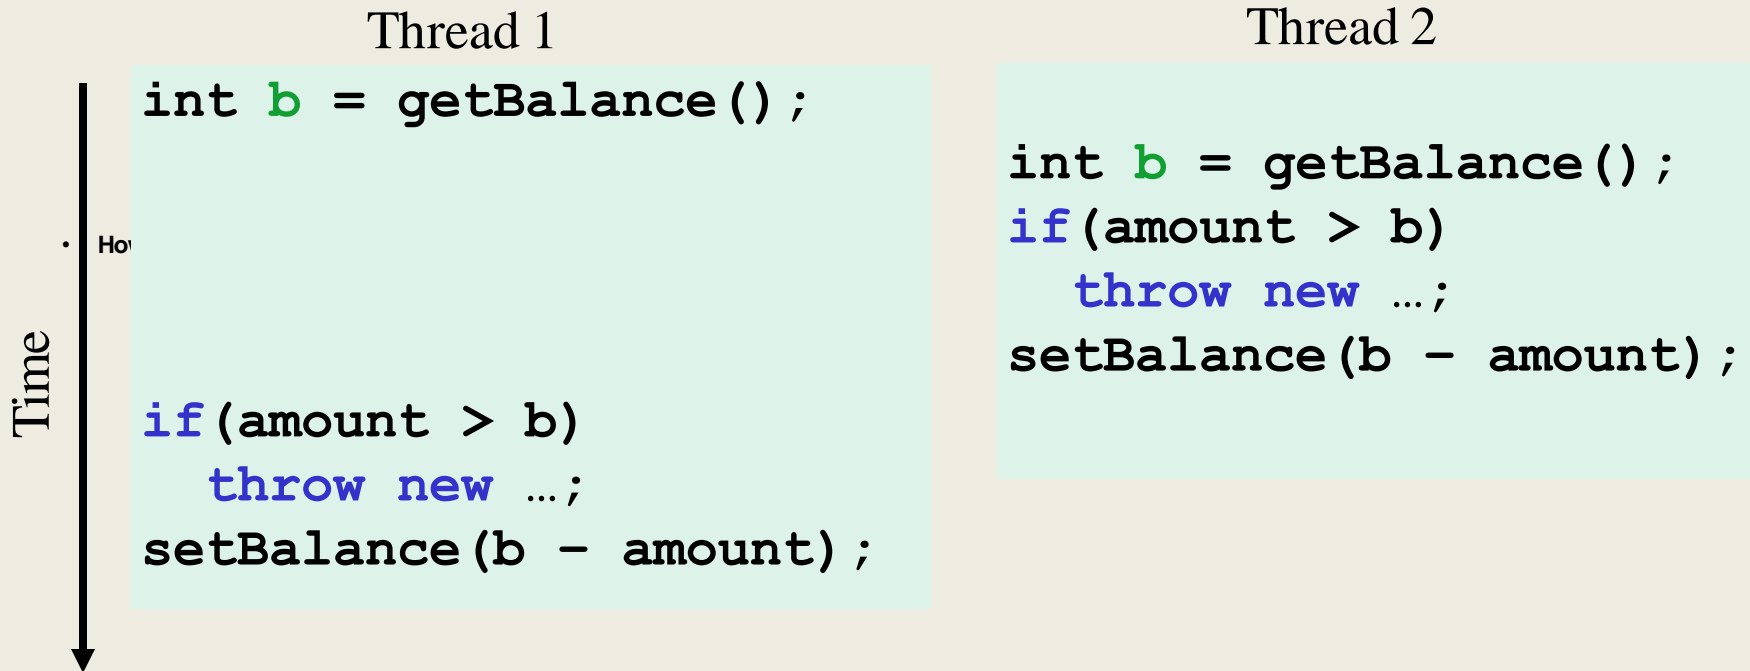 Thread 1
int b = getBalance();
if(amount > b)
throw new …;
setBalance(b – amount);
Thread 2
int b = getBalance();
if(amount > b)
throw new …;
setBalance(b – amount);
Time